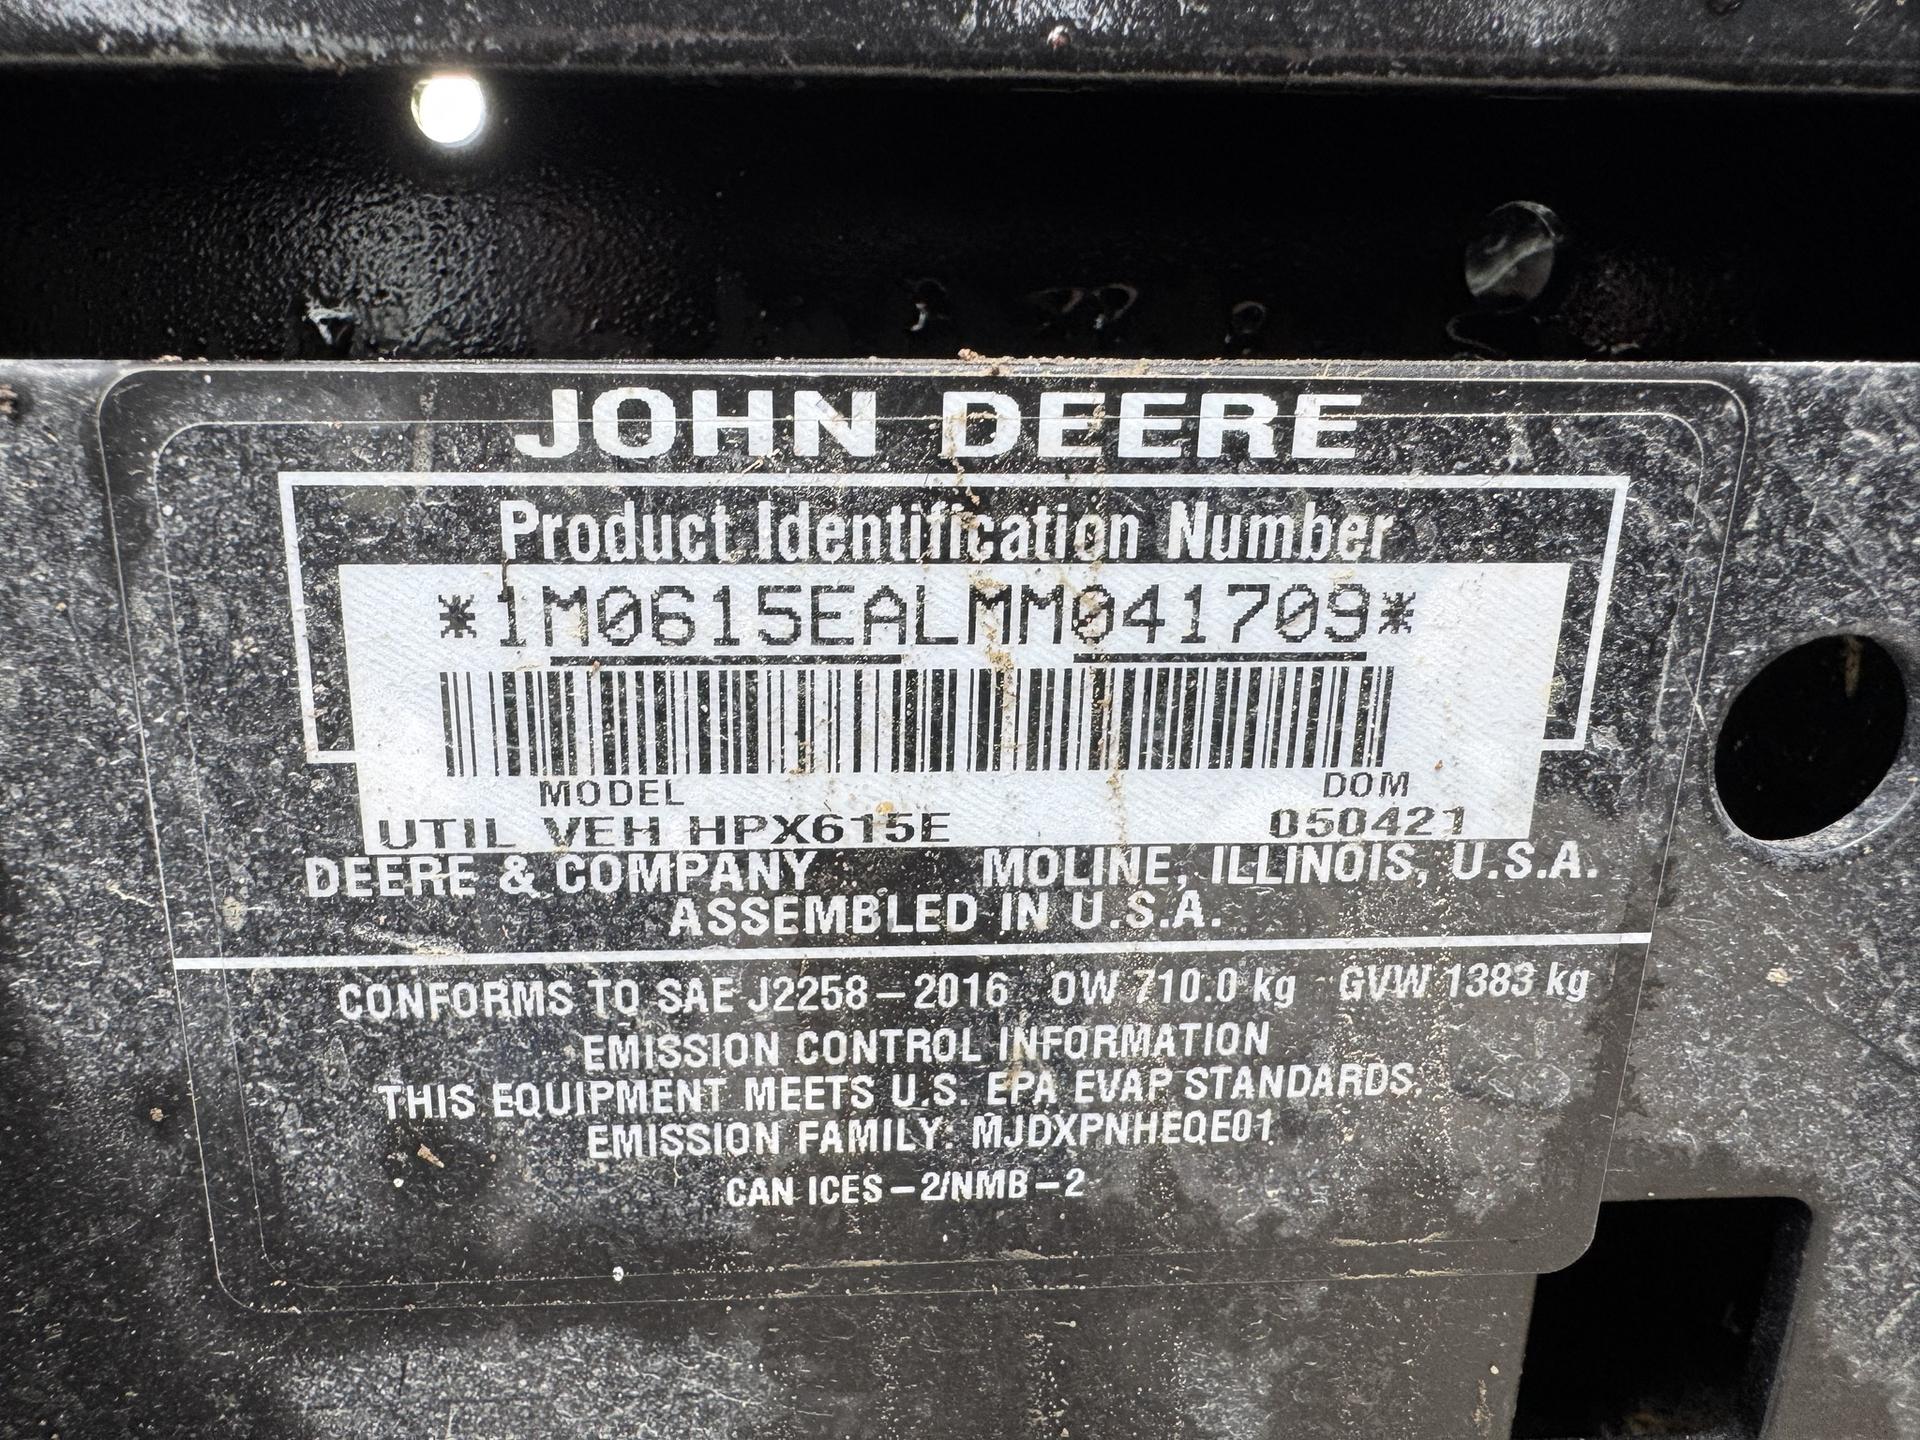 JOHN DEERE
Product Identification Number
*1M0615EALMM041709*
MODEL DOM
UTIL VEH HPX615E 050421
DEERE & COMPANY MOLINE, ILLINOIS, U.S.A.
ASSEMBLED IN U.S.A.
CONFORMS TO SAE J2258-2016 OW 710.0 kg GVW 1383 kg
EMISSION CONTROL INFORMATION
THIS EQUIPMENT MEETS U.S. EPA EVAP STANDARDS,
EMISSION FAMILY: MJDXPNHEQE01
CAN ICES-2/NMB-2